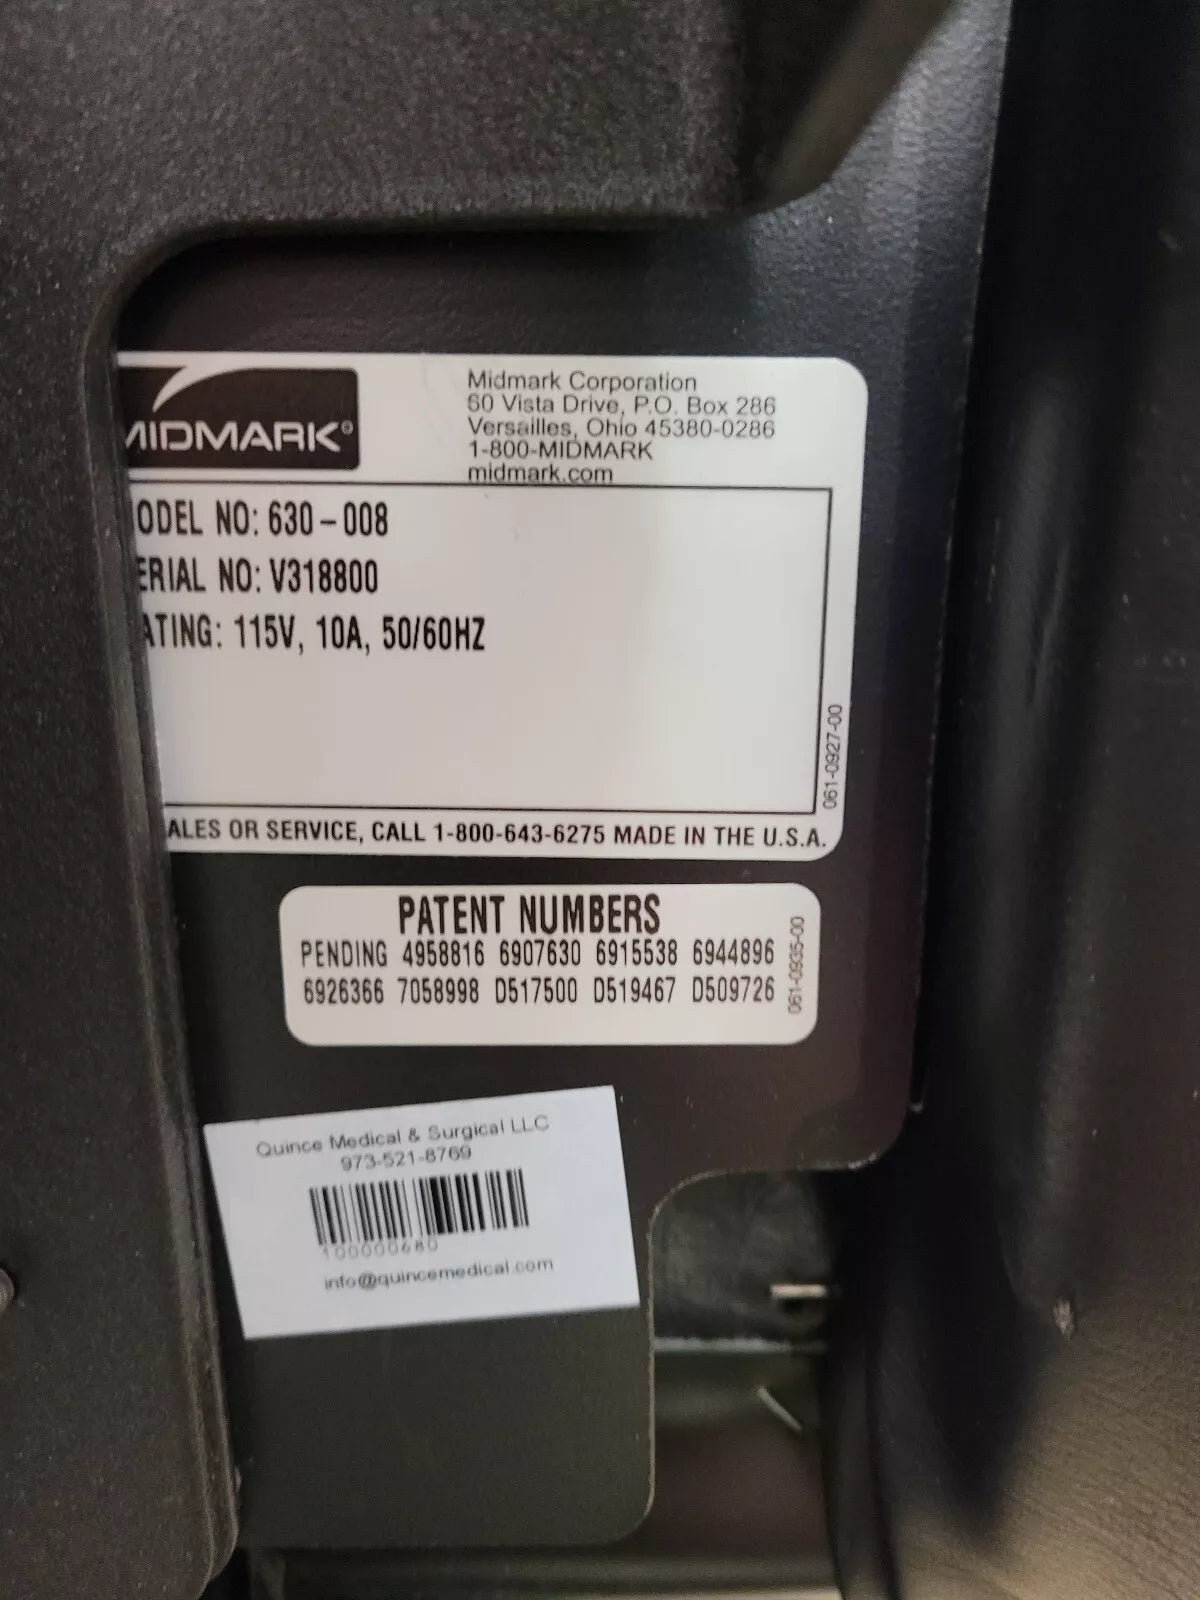 MIDMARK®
Midmark Corporation
60 Vista Drive, P.O. Box 286
Versailles, Ohio 45380-0286
1-800-MIDMARK
midmark.com
ODEL NO: 630-008
ERIAL NO: V318800
ATING: 115V, 10A, 50/60HZ
061-0927-00
ALES OR SERVICE, CALL 1-800-643-6275 MADE IN THE U.S.A.
PATENT NUMBERS
PENDING 4958816 6907630 6915538 6944896
6926366 7058998 D517500 D519467 D509726
061-0935-00
Quince Medical & Surgical LLC
973-521-8769
100000680
info@quincemedical.com